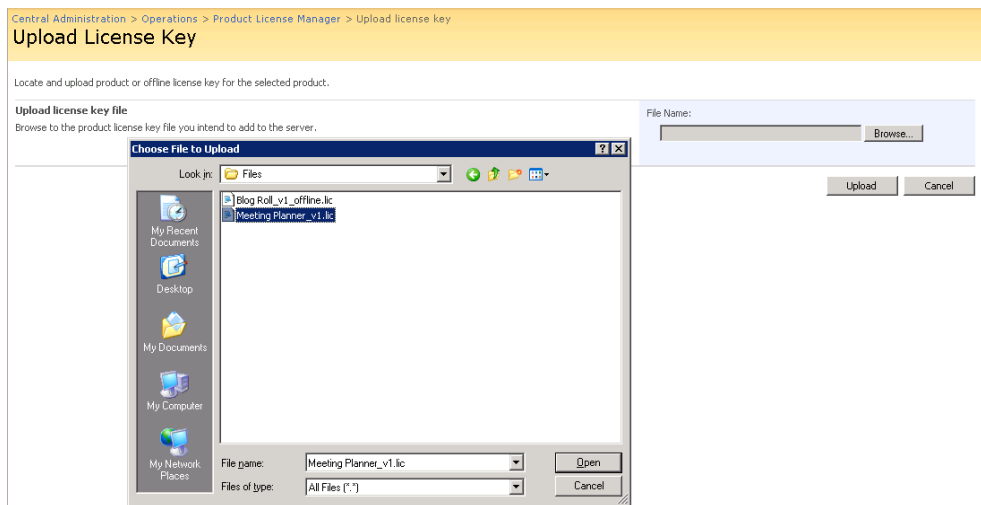 Central Administration > Operations > Product License Manager > Upload license key
Upload License Key
Locate and upload product or offline license key for the selected product.
Upload license key file
Browse to the product license key file you intend to add to the server.
File Name:
Browse...
Upload
Cancel
Choose File to Upload
Look in:
Files
My Recent
Documents
Desktop
My Documents
My Computer
My Network
Places
Blog Roll_v1_offline.lic
Meeting Planner_v1.lic
File name:
Meeting Planner_v1.lic
Open
Files of type:
All Files (*.*)
Cancel